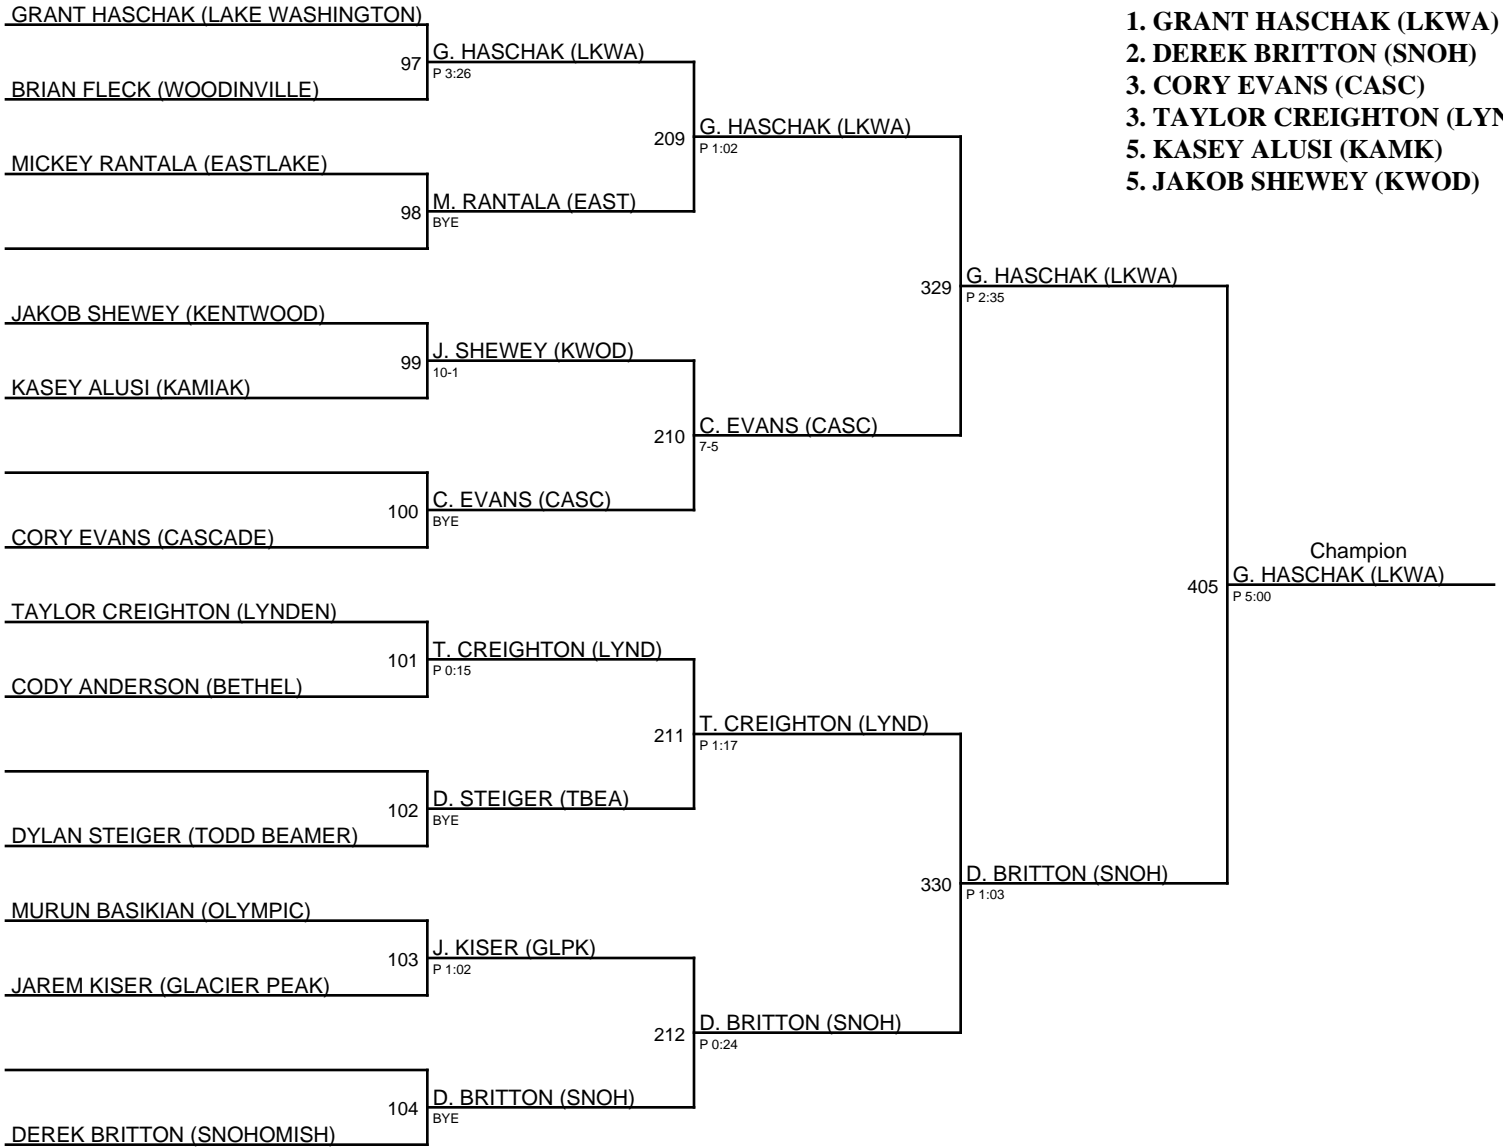 GRANT HASCHAK (LAKE WASHINGTON)
97
G. HASCHAK (LKWA)
P 3:26
BRIAN FLECK (WOODINVILLE)
209
G. HASCHAK (LKWA)
P 1:02
MICKEY RANTALA (EASTLAKE)
98
M. RANTALA (EAST)
BYE
329
G. HASCHAK (LKWA)
P 2:35
JAKOB SHEWEY (KENTWOOD)
99
J. SHEWEY (KWOD)
10-1
KASEY ALUSI (KAMIAK)
210
C. EVANS (CASC)
7-5
100
C. EVANS (CASC)
BYE
CORY EVANS (CASCADE)
Champion
405
G. HASCHAK (LKWA)
P 5:00
TAYLOR CREIGHTON (LYNDEN)
101
T. CREIGHTON (LYND)
P 0:15
CODY ANDERSON (BETHEL)
211
T. CREIGHTON (LYND)
P 1:17
102
D. STEIGER (TBEA)
BYE
DYLAN STEIGER (TODD BEAMER)
330
D. BRITTON (SNOH)
P 1:03
MURUN BASIKIAN (OLYMPIC)
103
J. KISER (GLPK)
P 1:02
JAREM KISER (GLACIER PEAK)
212
D. BRITTON (SNOH)
P 0:24
104
D. BRITTON (SNOH)
BYE
DEREK BRITTON (SNOHOMISH)
1. GRANT HASCHAK (LKWA)
2. DEREK BRITTON (SNOH)
3. CORY EVANS (CASC)
3. TAYLOR CREIGHTON (LYN
5. KASEY ALUSI (KAMK)
5. JAKOB SHEWEY (KWOD)